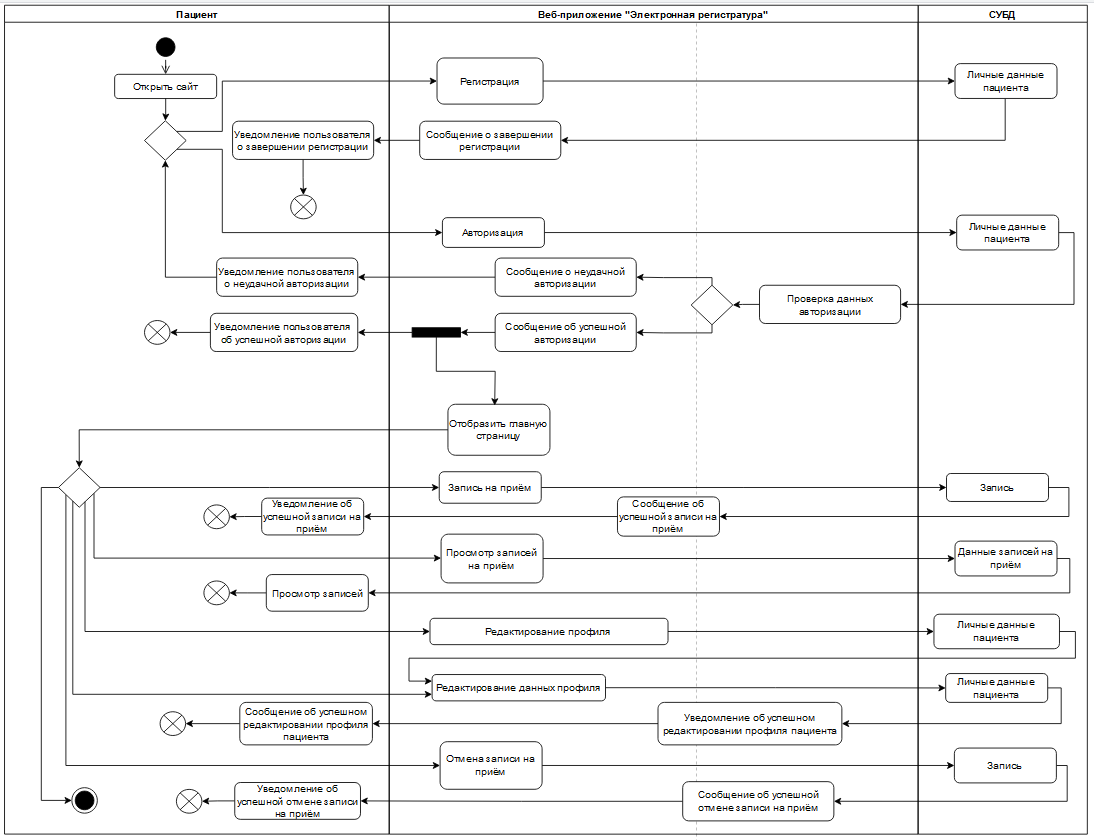 Пациент
Веб-приложение "Электронная регистратура"
СУБД
Открыть сайт
Регистрация
Личные данные
пациента
Уведомление пользователя
о завершении регистрации
Сообщение о завершении
регистрации
Авторизация
Личные данные
пациента
Уведомление пользователя
о неудачной авторизации
Сообщение о неудачной
авторизации
Проверка данных
авторизации
Уведомление пользователя
об успешной авторизации
Сообщение об успешной
авторизации
Отобразить главную
страницу
Запись на приём
Запись
Уведомление об
успешной записи на
приём
Сообщение об
успешной записи на
приём
Просмотр записей
на приём
Данные записей на
приём
Просмотр записей
Редактирование профиля
Личные данные
пациента
Редактирование данных профиля
Личные данные
пациента
Сообщение об успешном
редактировании профиля
пациента
Уведомление об успешном
редактировании профиля пациента
Отмена записи на
приём
Запись
Уведомление об
успешной отмене записи
на приём
Сообщение об успешной
отмене записи на приём